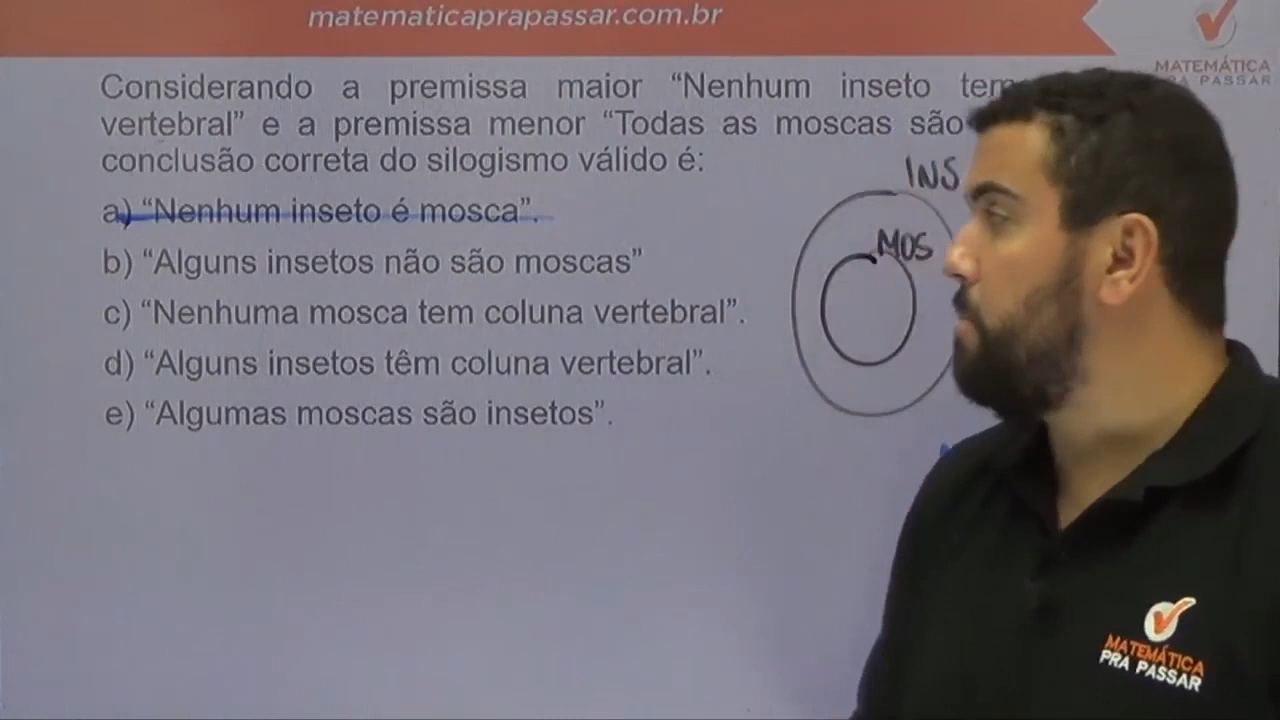 matematicaprapassar.com.br
MATEMÁTICA
PRA PASSAR
Considerando a premissa maior “Nenhum inseto tem
vertebral” e a premissa menor “Todas as moscas são
conclusão correta do silogismo válido é:
a) “Nenhum inseto é mosca”.
b) “Alguns insetos não são moscas”
c) “Nenhuma mosca tem coluna vertebral”.
d) “Alguns insetos têm coluna vertebral”.
e) “Algumas moscas são insetos”.
INS
MOS
MATEMÁTICA
PRA PASSAR